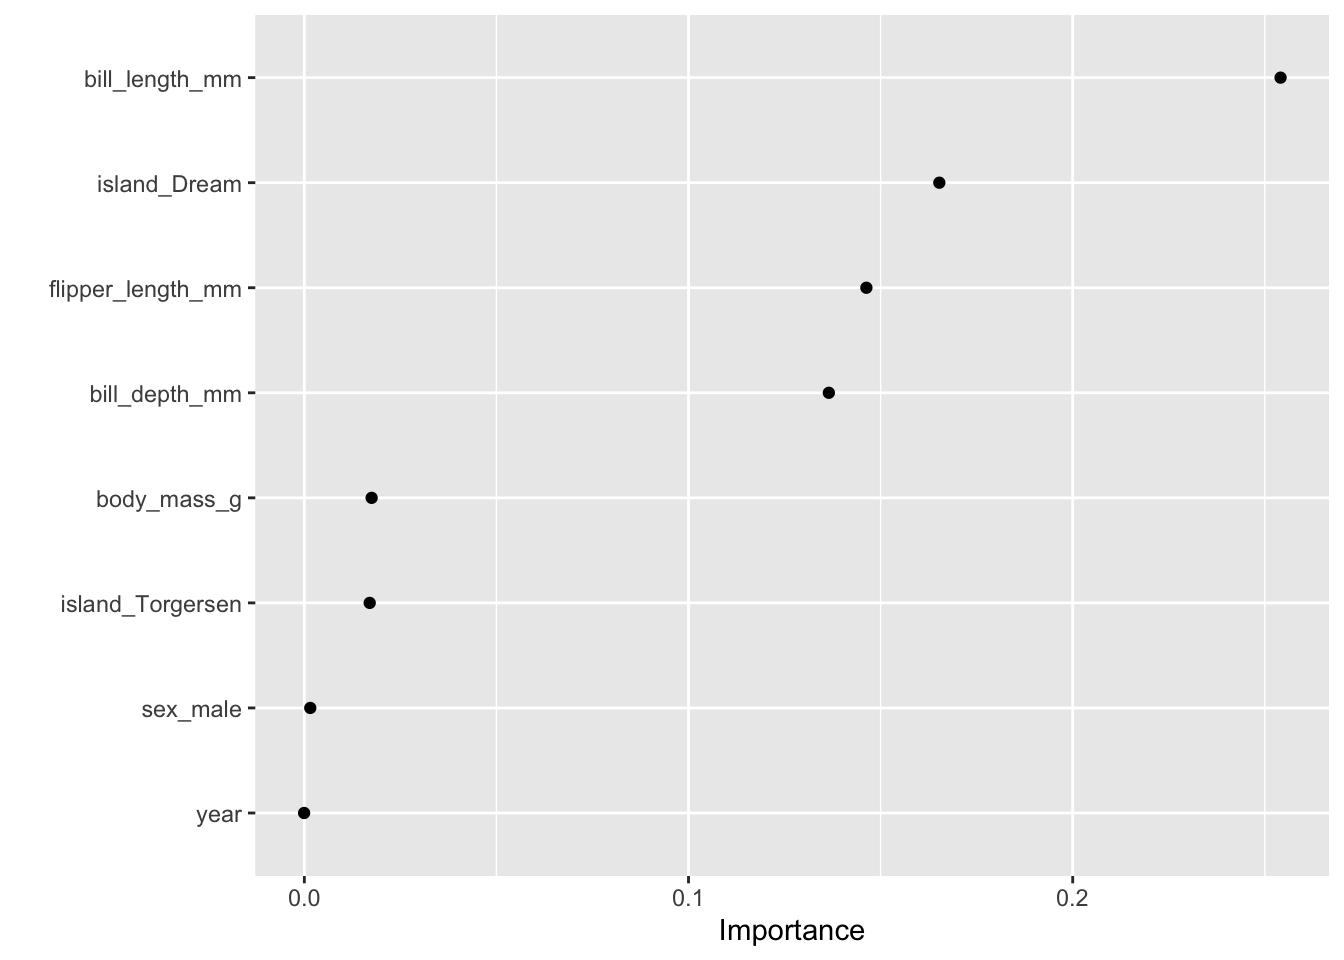 bill_length_mm
island_Dream
flipper_length_mm
bill_depth_mm
body_mass_g
island_Torgersen
sex_male
year
0.0 0.1 0.2
Importance